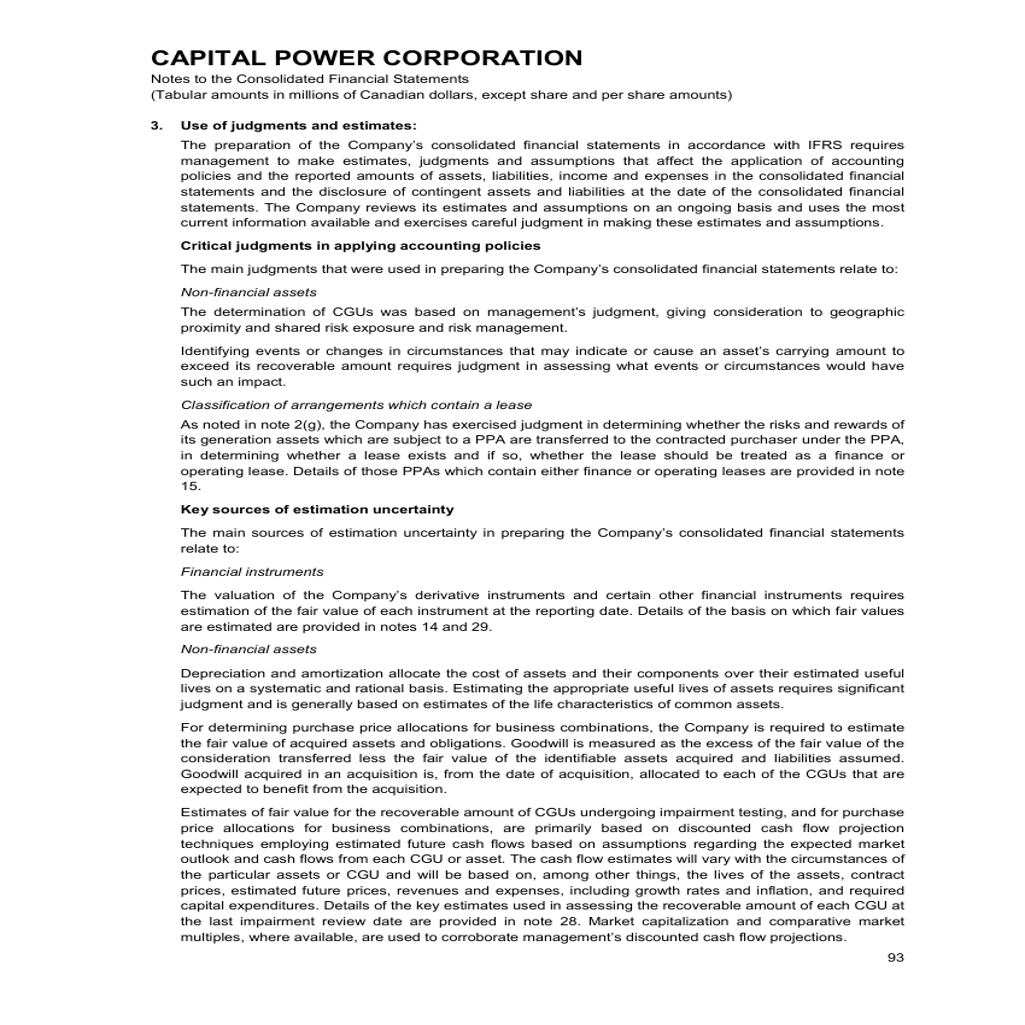 CAPITAL POWER CORPORATION
Notes to the Consolidated Financial Statements
(Tabular amounts in millions of Canadian dollars, except share and per share amounts)
3. Use of judgments and estimates:
The preparation of the Company's consolidated financial statements in accordance with IFRS requires
management to make estimates, judgments and assumptions that affect the application of accounting
policies and the reported amounts of assets, liabilities, income and expenses in the consolidated financial
statements and the disclosure of contingent assets and liabilities at the date of the consolidated financial
statements. The Company reviews its estimates and assumptions on an ongoing basis and uses the most
current information available and exercises careful judgment in making these estimates and assumptions.
Critical judgments in applying accounting policies
The main judgments that were used in preparing the Company's consolidated financial statements relate to:
Non-financial assets
The determination of CGUs was based on management's judgment, giving consideration to geographic
proximity and shared risk exposure and risk management.
Identifying events or changes in circumstances that may indicate or cause an asset's carrying amount to
exceed its recoverable amount requires judgment in assessing what events or circumstances would have
such an impact.
Classification of arrangements which contain a lease
As noted in note 2(g), the Company has exercised judgment in determining whether the risks and rewards of
its generation assets which are subject to a PPA are transferred to the contracted purchaser under the PPA,
in determining whether a lease exists and if so, whether the lease should be treated as a finance or
operating lease. Details of those PPAs which contain either finance or operating leases are provided in note
15.
Key sources of estimation uncertainty
The main sources of estimation uncertainty in preparing the Company's consolidated financial statements
relate to:
Financial instruments
The valuation of the Company's derivative instruments and certain other financial instruments requires
estimation of the fair value of each instrument at the reporting date. Details of the basis on which fair values
are estimated are provided in notes 14 and 29.
Non-financial assets
Depreciation and amortization allocate the cost of assets and their components over their estimated useful
lives on a systematic and rational basis. Estimating the appropriate useful lives of assets requires significant
judgment and is generally based on estimates of the life characteristics of common assets.
For determining purchase price allocations for business combinations, the Company is required to estimate
the fair value of acquired assets and obligations. Goodwill is measured as the excess of the fair value of the
consideration transferred less the fair value of the identifiable assets acquired and liabilities assumed.
Goodwill acquired in an acquisition is, from the date of acquisition, allocated to each of the CGUs that are
expected to benefit from the acquisition.
Estimates of fair value for the recoverable amount of CGUs undergoing impairment testing, and for purchase
price allocations for business combinations, are primarily based on discounted cash flow projection
techniques employing estimated future cash flows based on assumptions regarding the expected market
outlook and cash flows from each CGU or asset. The cash flow estimates will vary with the circumstances of
the particular assets or CGU and will be based on, among other things, the lives of the assets, contract
prices, estimated future prices, revenues and expenses, including growth rates and inflation, and required
capital expenditures. Details of the key estimates used in assessing the recoverable amount of each CGU at
the last impairment review date are provided in note 28. Market capitalization and comparative market
multiples, where available, are used to corroborate management's discounted cash flow projections.
93